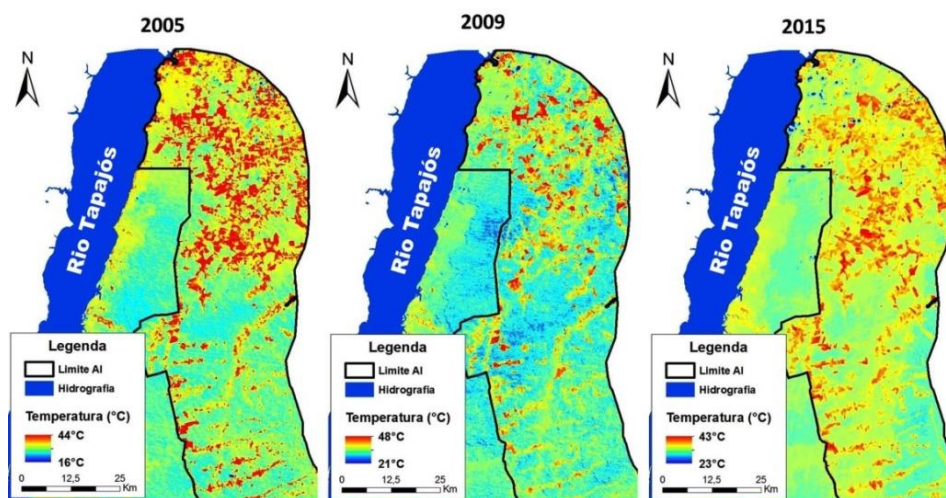 2005
N
Rio Tapajós
Legenda
Limite AI
Hidrografia
Temperatura (°C)
44°C
16°C
0 12,5 25
Km
2009
N
Rio Tapajós
Legenda
Limite AI
Hidrografia
Temperatura (°C)
48°C
21°C
0 12,5 25
Km
2015
N
Rio Tapajós
Legenda
Limite AI
Hidrografia
Temperatura (°C)
43°C
23°C
0 12,5 25
Km